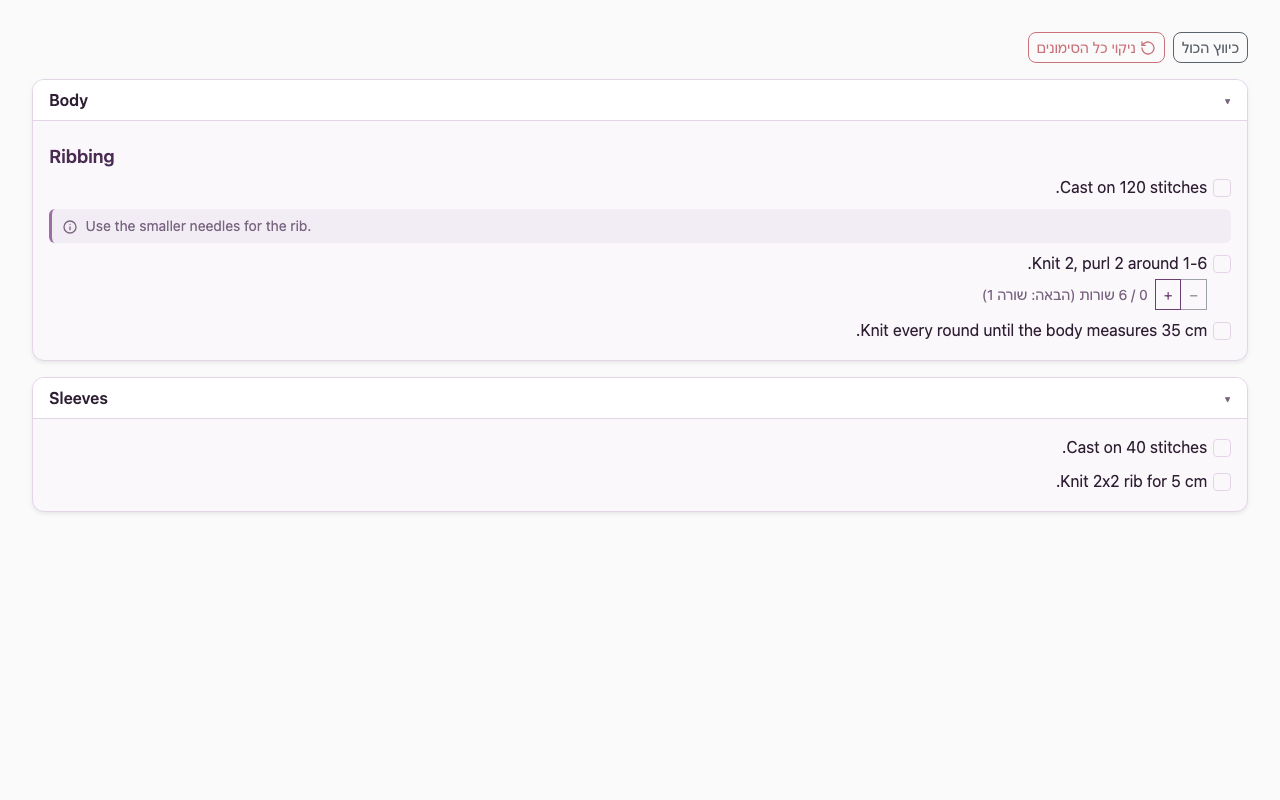 כיווץ הכול
ניקוי כל הסימונים
Body
Ribbing
.Cast on 120 stitches
Use the smaller needles for the rib.
.Knit 2, purl 2 around 1-6
− + 0 / 6 שורות (הבאה: שורה 1)
.Knit every round until the body measures 35 cm
Sleeves
.Cast on 40 stitches
.Knit 2x2 rib for 5 cm